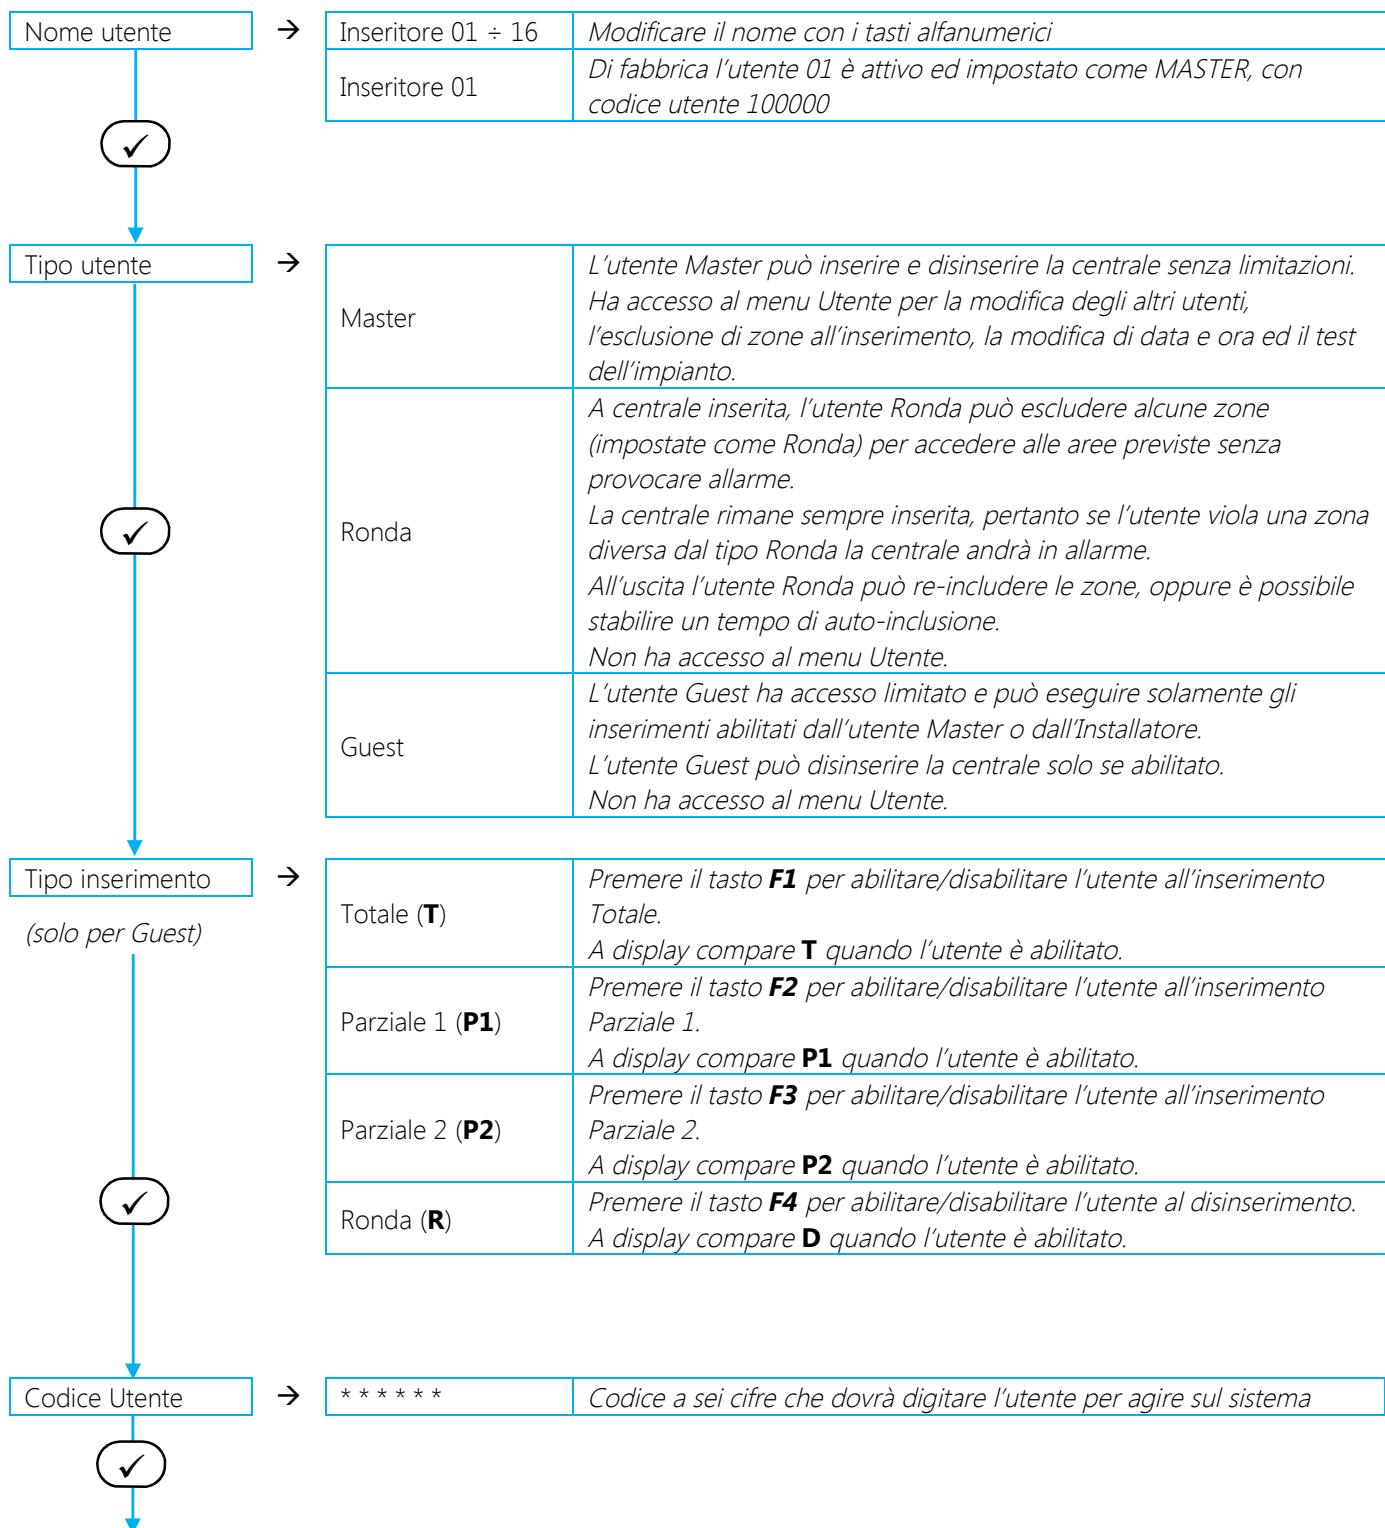 Nome utente → Inseritore 01 ÷ 16 Modificare il nome con i tasti alfanumerici
Inseritore 01 Di fabbrica l’utente 01 è attivo ed impostato come MASTER, con
codice utente 100000
✓
Tipo utente →
Master
L’utente Master può inserire e disinserire la centrale senza limitazioni.
Ha accesso al menu Utente per la modifica degli altri utenti,
l’esclusione di zone all’inserimento, la modifica di data e ora ed il test
dell’impianto.
Ronda
A centrale inserita, l’utente Ronda può escludere alcune zone
(impostate come Ronda) per accedere alle aree previste senza
provocare allarme.
La centrale rimane sempre inserita, pertanto se l’utente viola una zona
diversa dal tipo Ronda la centrale andrà in allarme.
All’uscita l’utente Ronda può re-includere le zone, oppure è possibile
stabilire un tempo di auto-inclusione.
Non ha accesso al menu Utente.
✓
Guest
L’utente Guest ha accesso limitato e può eseguire solamente gli
inserimenti abilitati dall’utente Master o dall’Installatore.
L’utente Guest può disinserire la centrale solo se abilitato.
Non ha accesso al menu Utente.
Tipo inserimento →
(solo per Guest)
Totale (T)
Premere il tasto F1 per abilitare/disabilitare l’utente all’inserimento
Totale.
A display compare T quando l’utente è abilitato.
Parziale 1 (P1)
Premere il tasto F2 per abilitare/disabilitare l’utente all’inserimento
Parziale 1.
A display compare P1 quando l’utente è abilitato.
Parziale 2 (P2)
Premere il tasto F3 per abilitare/disabilitare l’utente all’inserimento
Parziale 2.
A display compare P2 quando l’utente è abilitato.
✓
Ronda (R)
Premere il tasto F4 per abilitare/disabilitare l’utente al disinserimento.
A display compare D quando l’utente è abilitato.
Codice Utente → * * * * * * Codice a sei cifre che dovrà digitare l’utente per agire sul sistema
✓